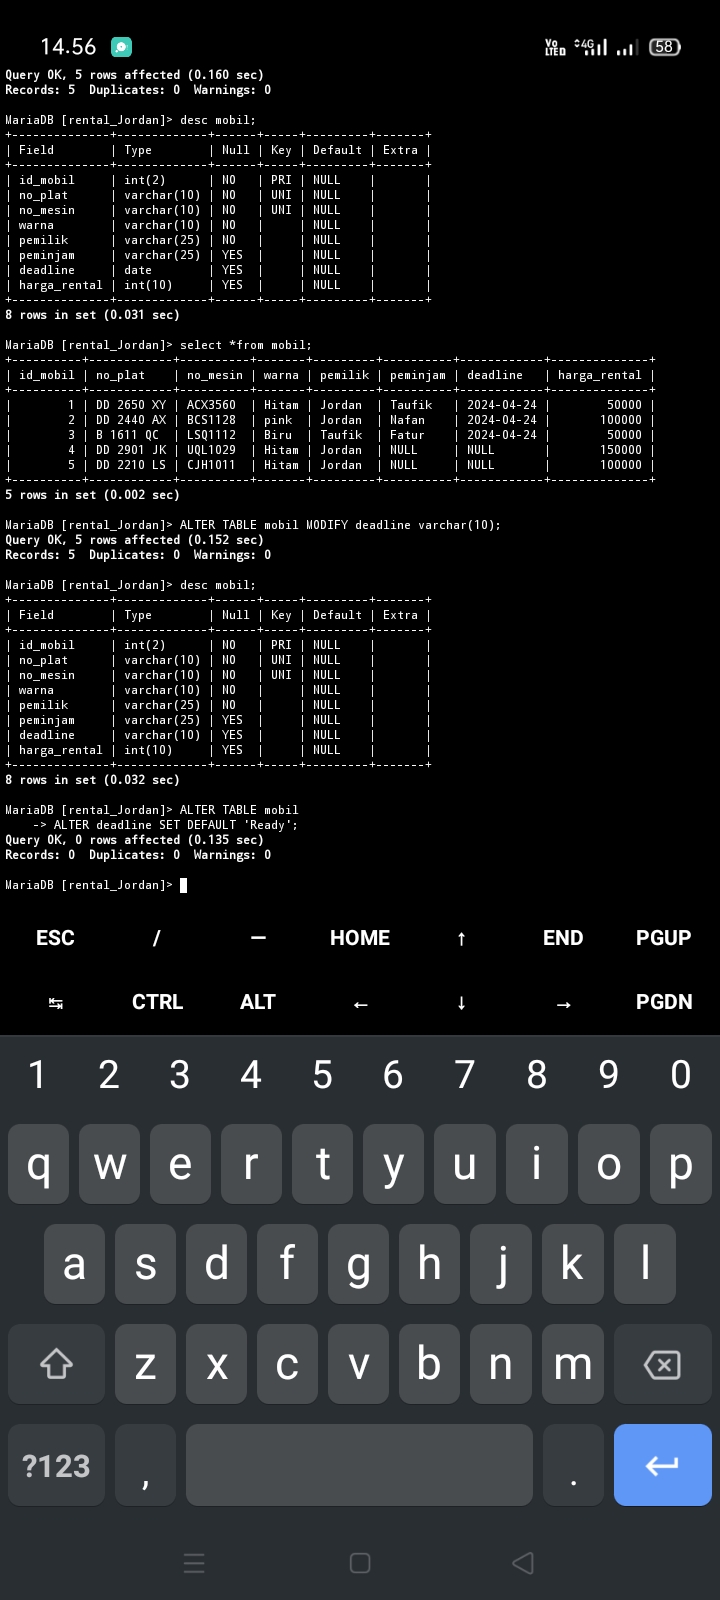 14.56 Vo LTED 4G 58
Query OK, 5 rows affected (0.160 sec)
Records: 5  Duplicates: 0  Warnings: 0

MariaDB [rental_Jordan]> desc mobil;
+--------------+-------------+------+-----+---------+-------+
| Field        | Type        | Null | Key | Default | Extra |
+--------------+-------------+------+-----+---------+-------+
| id_mobil     | int(2)      | NO   | PRI | NULL    |       |
| no_plat      | varchar(10) | NO   | UNI | NULL    |       |
| no_mesin     | varchar(10) | NO   | UNI | NULL    |       |
| warna        | varchar(10) | NO   |     | NULL    |       |
| pemilik      | varchar(25) | NO   |     | NULL    |       |
| peminjam     | varchar(25) | YES  |     | NULL    |       |
| deadline     | date        | YES  |     | NULL    |       |
| harga_rental | int(10)     | YES  |     | NULL    |       |
+--------------+-------------+------+-----+---------+-------+
8 rows in set (0.031 sec)

MariaDB [rental_Jordan]> select *from mobil;
+----------+------------+----------+-------+---------+----------+------------+--------------+
| id_mobil | no_plat    | no_mesin | warna | pemilik | peminjam | deadline   | harga_rental |
+----------+------------+----------+-------+---------+----------+------------+--------------+
|        1 | DD 2650 XY | ACX3560  | Hitam | Jordan  | Taufik   | 2024-04-24 |        50000 |
|        2 | DD 2440 AX | BCS1128  | pink  | Jordan  | Nafan    | 2024-04-24 |       100000 |
|        3 | B 1611 QC  | LSQ1112  | Biru  | Taufik  | Fatur    | 2024-04-24 |        50000 |
|        4 | DD 2901 JK | UQL1029  | Hitam | Jordan  | NULL     | NULL       |       150000 |
|        5 | DD 2210 LS | CJH1011  | Hitam | Jordan  | NULL     | NULL       |       100000 |
+----------+------------+----------+-------+---------+----------+------------+--------------+
5 rows in set (0.002 sec)

MariaDB [rental_Jordan]> ALTER TABLE mobil MODIFY deadline varchar(10);
Query OK, 5 rows affected (0.152 sec)
Records: 5  Duplicates: 0  Warnings: 0

MariaDB [rental_Jordan]> desc mobil;
+--------------+-------------+------+-----+---------+-------+
| Field        | Type        | Null | Key | Default | Extra |
+--------------+-------------+------+-----+---------+-------+
| id_mobil     | int(2)      | NO   | PRI | NULL    |       |
| no_plat      | varchar(10) | NO   | UNI | NULL    |       |
| no_mesin     | varchar(10) | NO   | UNI | NULL    |       |
| warna        | varchar(10) | NO   |     | NULL    |       |
| pemilik      | varchar(25) | NO   |     | NULL    |       |
| peminjam     | varchar(25) | YES  |     | NULL    |       |
| deadline     | varchar(10) | YES  |     | NULL    |       |
| harga_rental | int(10)     | YES  |     | NULL    |       |
+--------------+-------------+------+-----+---------+-------+
8 rows in set (0.032 sec)

MariaDB [rental_Jordan]> ALTER TABLE mobil
    -> ALTER deadline SET DEFAULT 'Ready';
Query OK, 0 rows affected (0.135 sec)
Records: 0  Duplicates: 0  Warnings: 0

MariaDB [rental_Jordan]>
ESC / — HOME ↑ END PGUP
↹ CTRL ALT ← ↓ → PGDN
1 2 3 4 5 6 7 8 9 0
q w e r t y u i o p
a s d f g h j k l
z x c v b n m
?123 , .